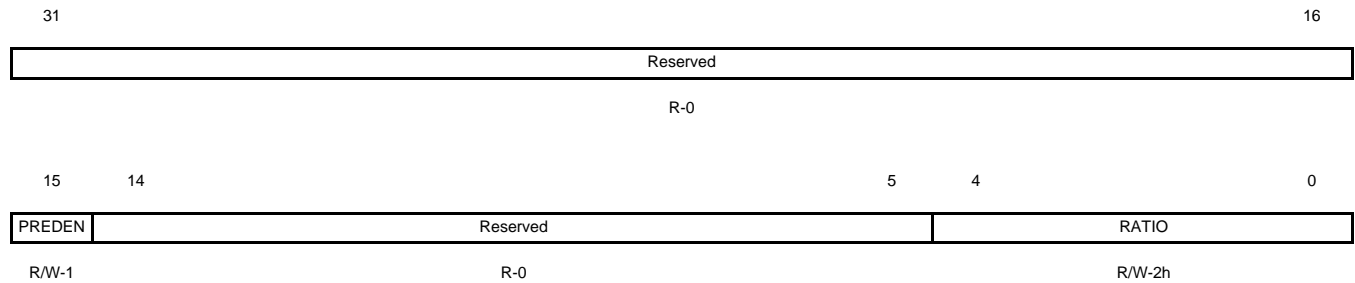 31 16
Reserved
R-0
15 14 5 4 0
PREDEN Reserved RATIO
R/W-1 R-0 R/W-2h